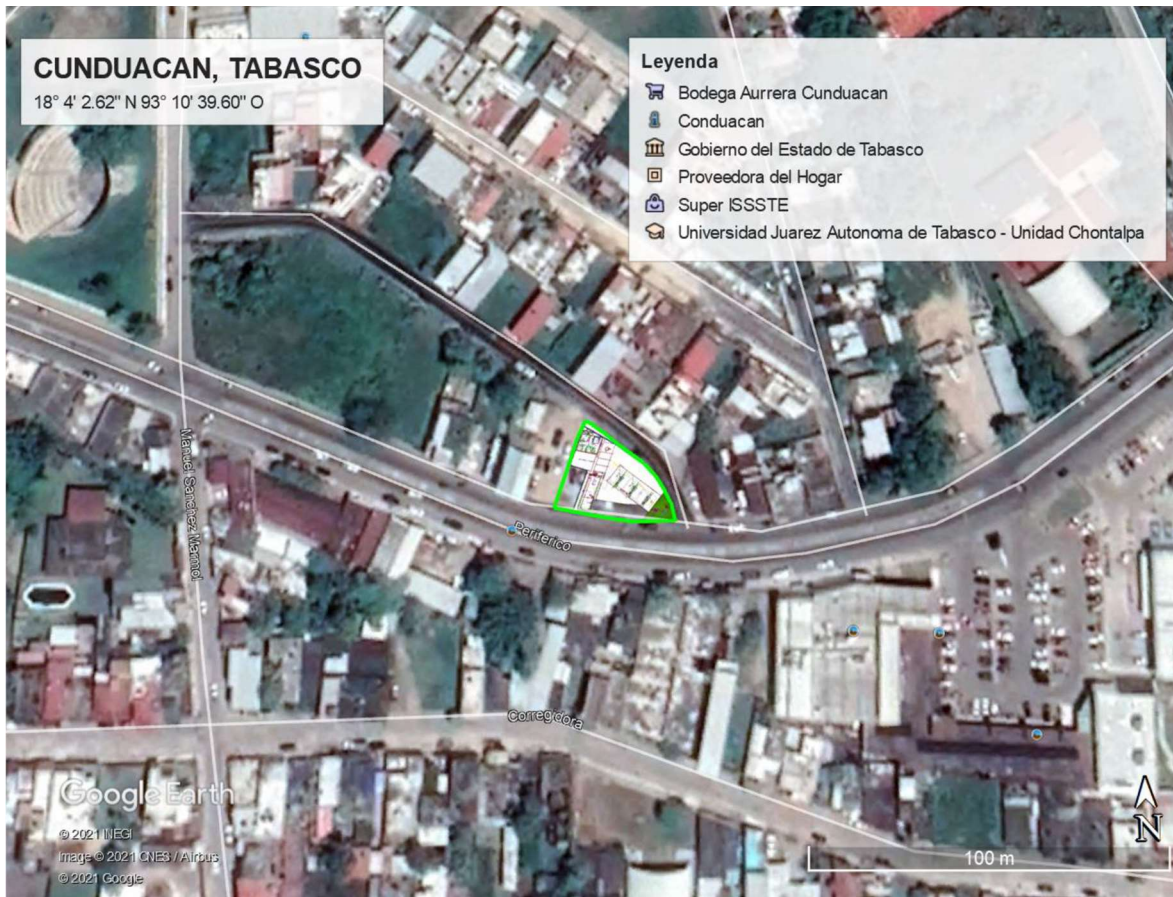 CUNDUACAN, TABASCO
18° 4' 2.62" N 93° 10' 39.60" O
Leyenda
Bodega Aurrera Cunduacan
Conduacan
Gobierno del Estado de Tabasco
Proveedora del Hogar
Super ISSSTE
Universidad Juarez Autonoma de Tabasco - Unidad Chontalpa
Manuel Sanchez Marmol
Periferico
Corregidora
Google Earth
© 2021 INEGI
Image © 2021 CNES / Airbus
© 2021 Google
N
100 m